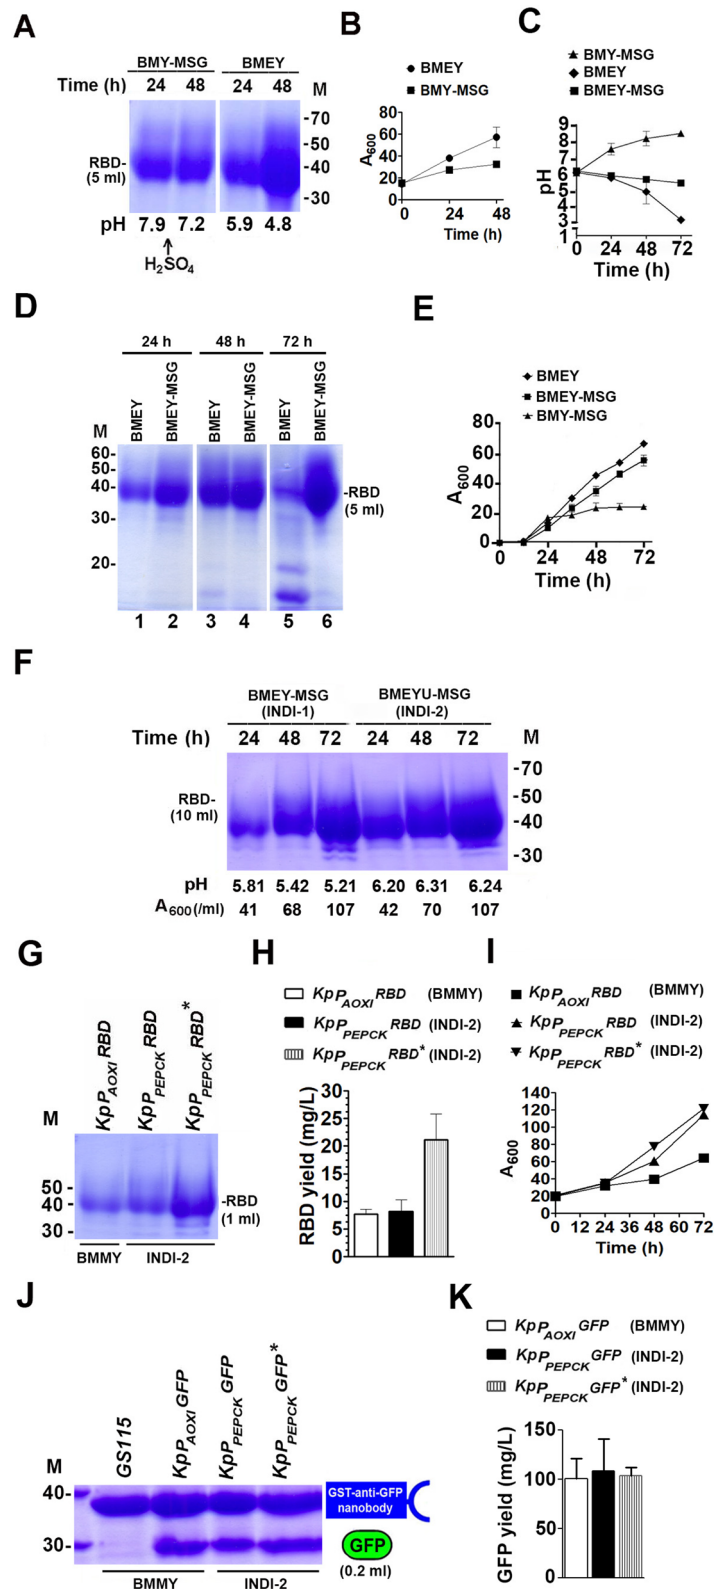 A
BMY-MSG BMEY
Time (h) 24 48 24 48 M
-70
-50
RBD- -40
(5 ml)
-30
pH 7.9 7.2 5.9 4.8
H2SO4
B
BMEY
BMY-MSG
80
60
40
20
0
A600
0 24 48
Time (h)
C
BMY-MSG
BMEY
BMEY-MSG
9
8
7
6
5
4
3
1
pH
0 24 48 72
Time (h)
D
24 h 48 h 72 h
M BMEY BMEY-MSG BMEY BMEY-MSG BMEY BMEY-MSG
60-
50-
40- -RBD
(5 ml)
30-
20-
1 2 3 4 5 6
E
BMEY
BMEY-MSG
BMY-MSG
80
60
40
20
0
A600
0 24 48 72
Time (h)
F
BMEY-MSG BMEYU-MSG
(INDI-1) (INDI-2)
Time (h) 24 48 72 24 48 72 M
-70
-50
RBD- -40
(10 ml)
-30
pH 5.81 5.42 5.21 6.20 6.31 6.24
A600(/ml) 41 68 107 42 70 107
G
M KpPAOXIRBD KpPPEPCKRBD KpPPEPCKRBD*
50-
40- -RBD
(1 ml)
30-
BMMY INDI-2
H
KpPAOXIRBD (BMMY)
KpPPEPCKRBD (INDI-2)
KpPPEPCKRBD* (INDI-2)
30
25
20
15
10
5
0
RBD yield (mg/L)
I
KpPAOXIRBD (BMMY)
KpPPEPCKRBD (INDI-2)
KpPPEPCKRBD* (INDI-2)
140
120
100
80
60
40
20
0
A600
0 12 24 36 48 60 72
Time (h)
J
M GS115 KpPAOXIGFP KpPPEPCKGFP KpPPEPCKGFP*
40- GST-anti-GFP
nanobody
30- GFP
(0.2 ml)
BMMY INDI-2
K
KpPAOXIGFP (BMMY)
KpPPEPCKGFP (INDI-2)
KpPPEPCKGFP* (INDI-2)
150
100
50
0
GFP yield (mg/L)